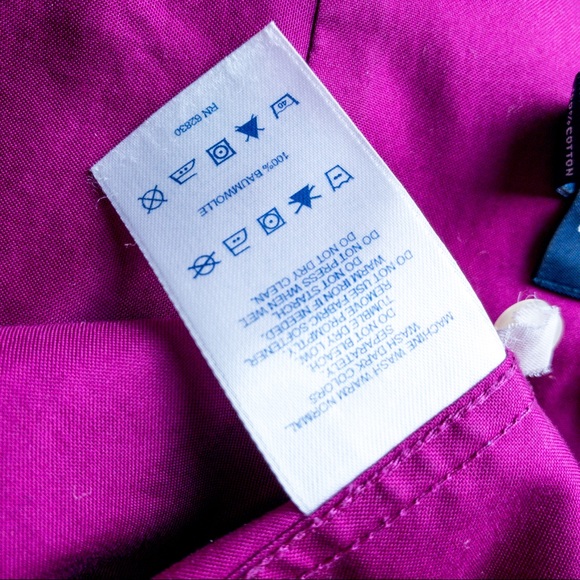 MACHINE WASH WARM NORMAL
WASH DARK COLORS
SEPARATELY.
DO NOT BLEACH.
TUMBLE DRY LOW
REMOVE PROMPTLY.
DO NOT USE FABRIC SOFTENER.
WARM IRON IF NEEDED.
DO NOT STARCH.
DO NOT PRESS WHEN WET.
DO NOT DRY CLEAN.
100% BAUMWOLLE
40
RN 62830
COTTON